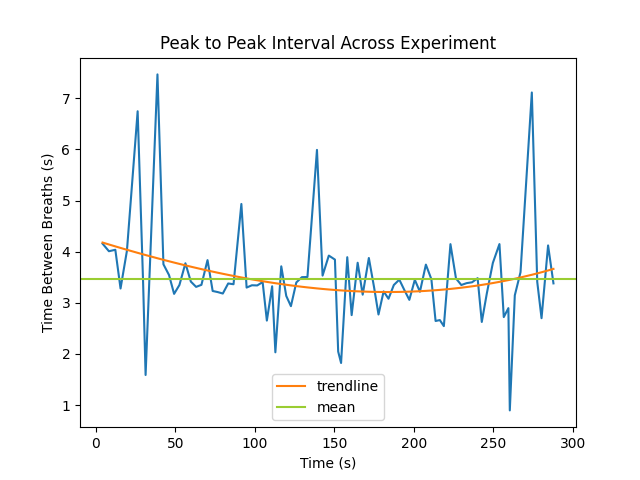 Peak to Peak Interval Across Experiment
Time Between Breaths (s)
7
6
5
4
3
2
1
trendline
mean
0 50 100 150 200 250 300
Time (s)